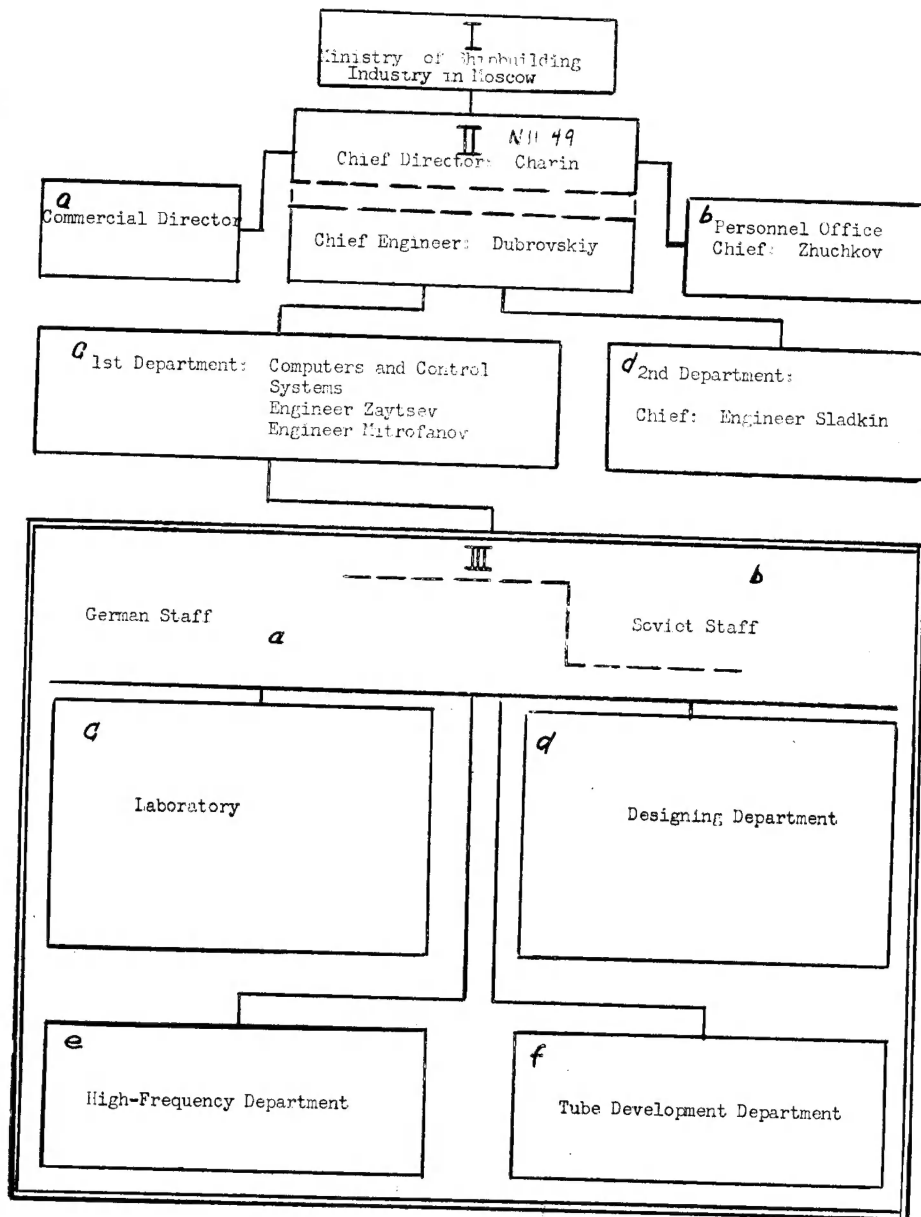 I
Ministry of Shipbuilding
Industry in Moscow
II NII 49
Chief Director: Charin
a
Commercial Director
b
Personnel Office
Chief: Zhuchkov
Chief Engineer: Dubrovskiy
C 1st Department: Computers and Control
Systems
Engineer Zaytsev
Engineer Mitrofanov
d 2nd Department:
Chief: Engineer Sladkin
III
b
German Staff
a
Soviet Staff
C
Laboratory
d
Designing Department
e
High-Frequency Department
f
Tube Development Department